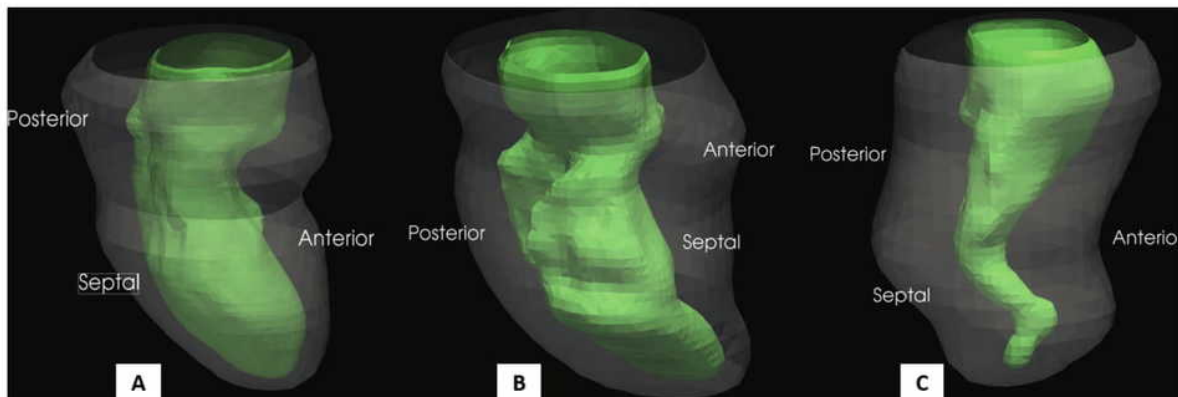 Posterior
Septal
Anterior
A
Posterior
Anterior
Septal
B
Posterior
Septal
Anterio
C